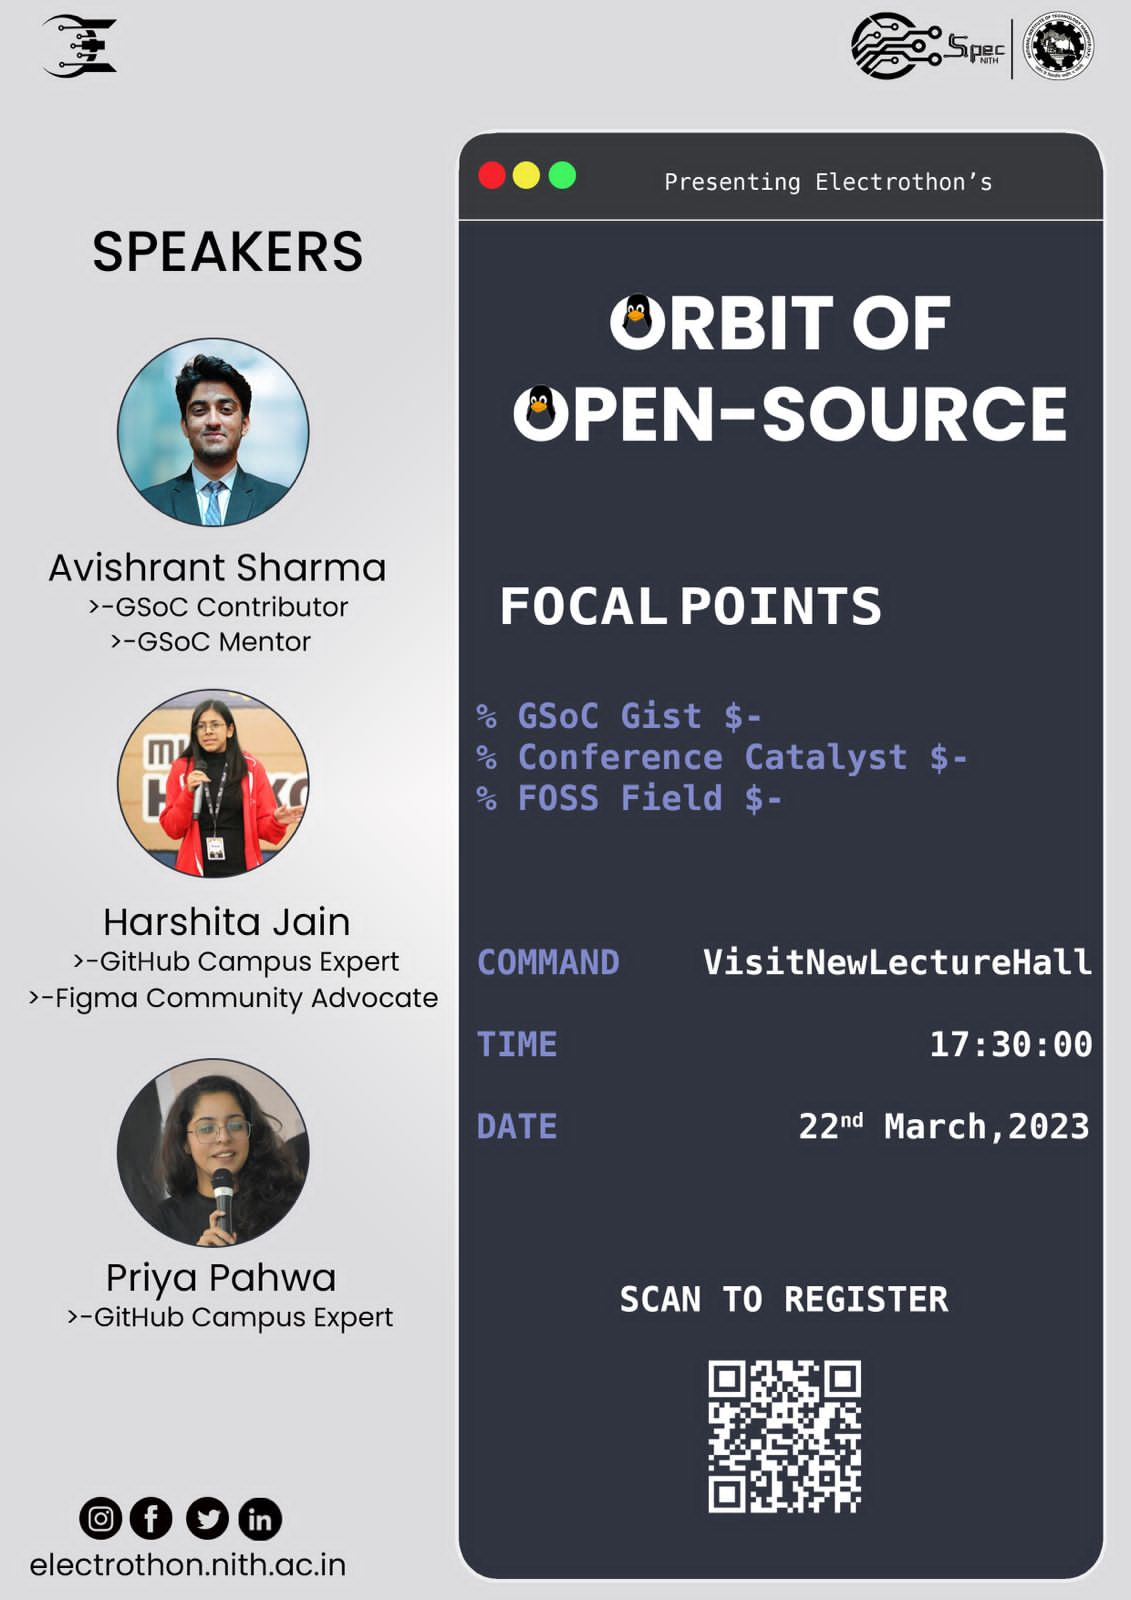 Spec
NITH
Presenting Electrothon's
SPEAKERS
Avishrant Sharma
>-GSoC Contributor
>-GSoC Mentor
Harshita Jain
>-GitHub Campus Expert
>-Figma Community Advocate
Priya Pahwa
>-GitHub Campus Expert
electrothon.nith.ac.in
ORBIT OF
OPEN-SOURCE
FOCAL POINTS
% GSoC Gist $-
% Conference Catalyst $-
% FOSS Field $-
COMMAND VisitNewLectureHall
TIME 17:30:00
DATE 22nd March,2023
SCAN TO REGISTER